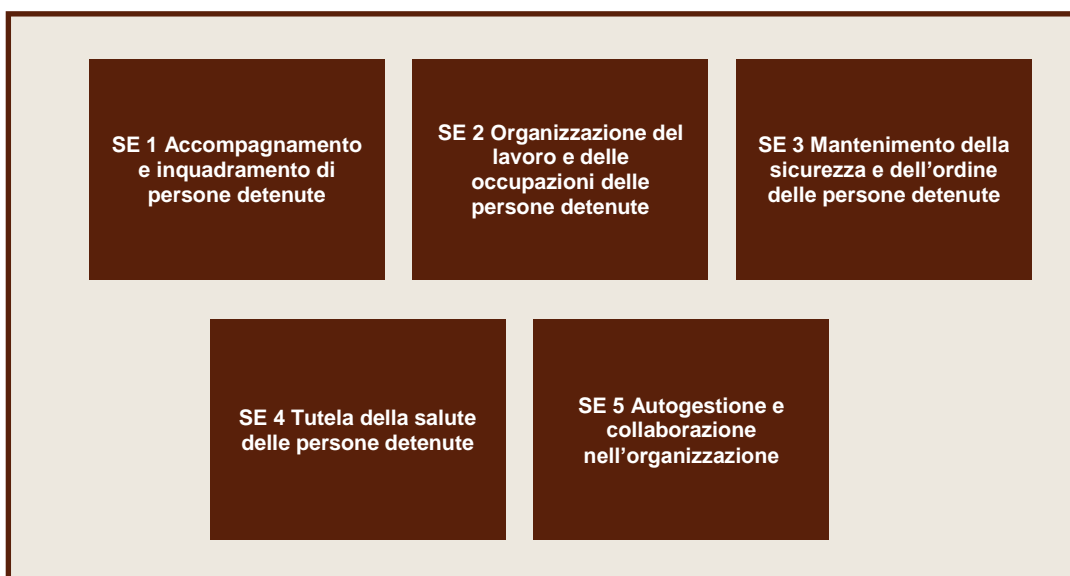 SE 1 Accompagnamento
e inquadramento di
persone detenute
SE 2 Organizzazione del
lavoro e delle
occupazioni delle
persone detenute
SE 3 Mantenimento della
sicurezza e dell’ordine
delle persone detenute
SE 4 Tutela della salute
delle persone detenute
SE 5 Autogestione e
collaborazione
nell’organizzazione